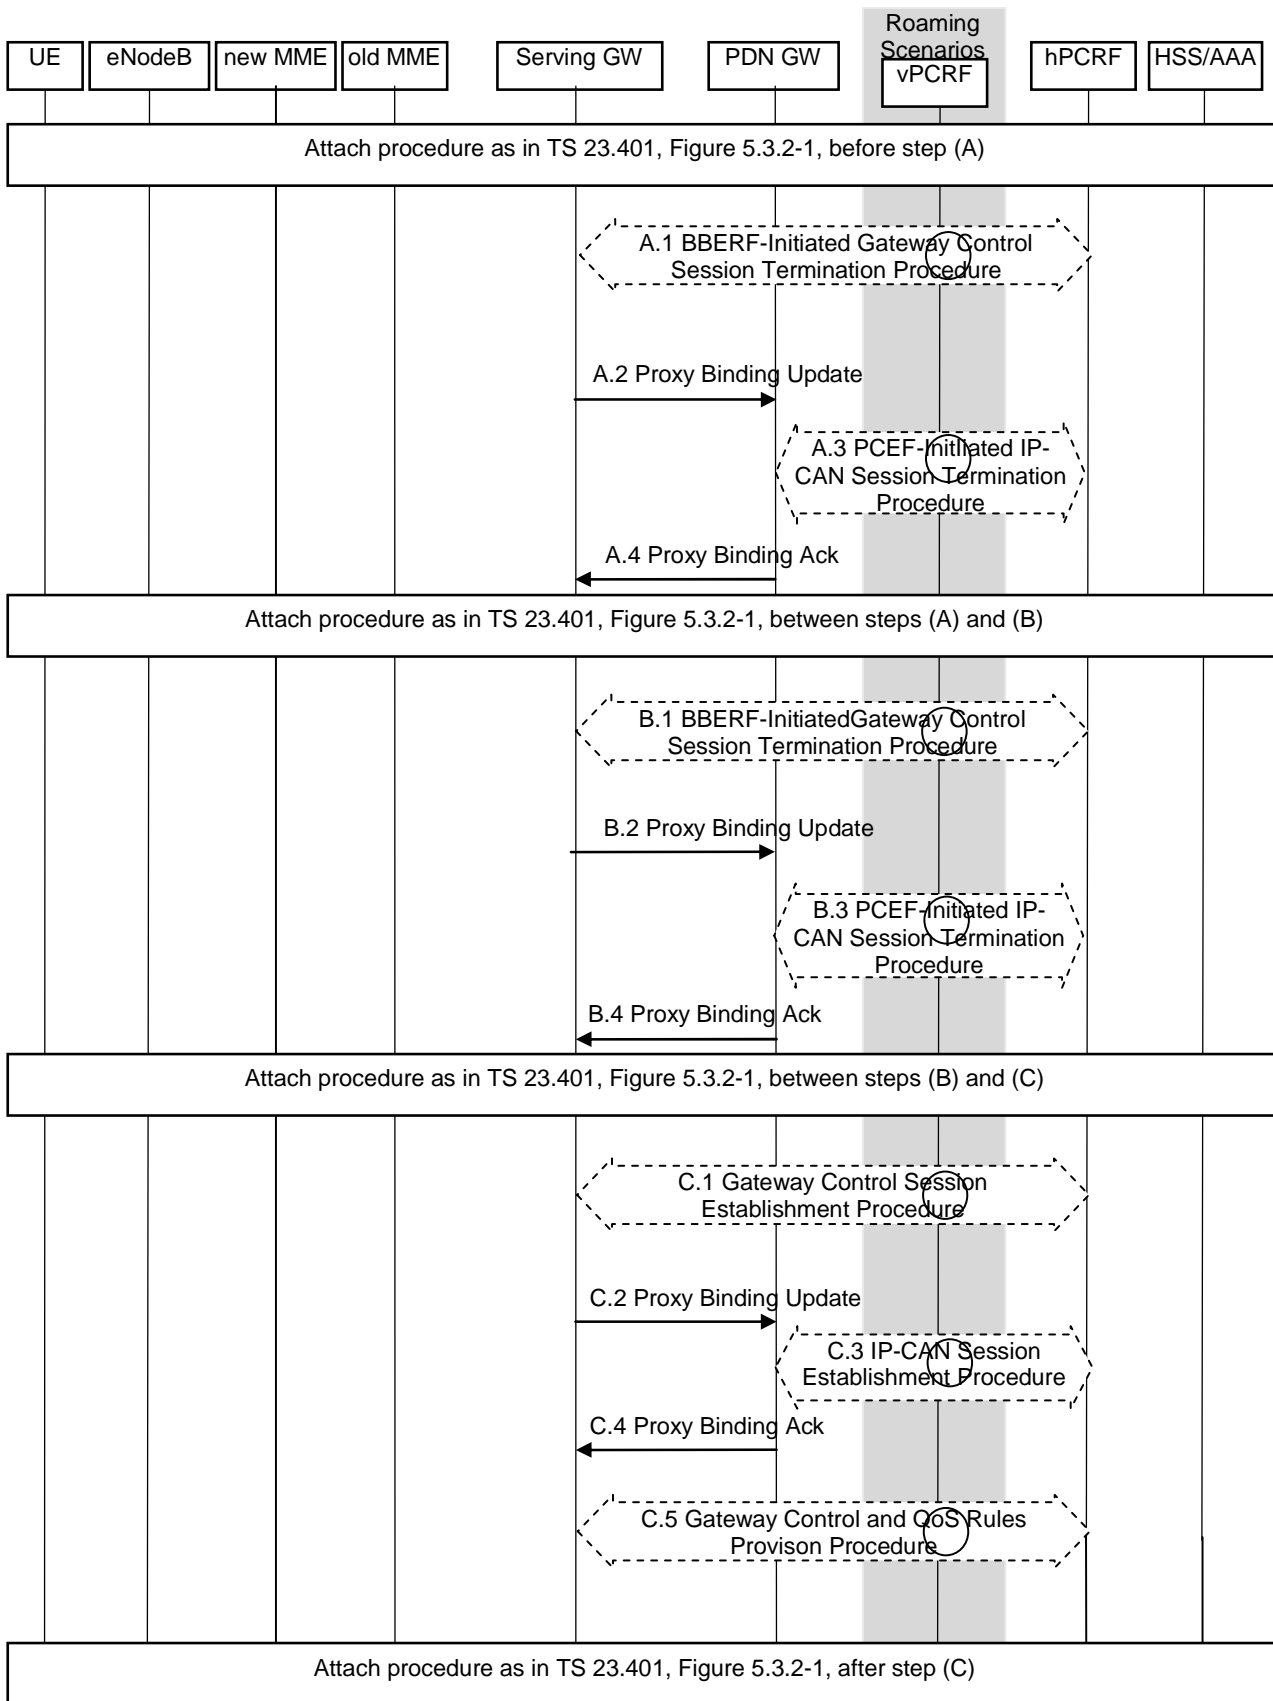 Roaming
Scenarios
UE
eNodeB
new MME
old MME
Serving GW
PDN GW
vPCRF
hPCRF
HSS/AAA
Attach procedure as in TS 23.401, Figure 5.3.2-1, before step (A)
A.1 BBERF-Initiated Gateway Control
Session Termination Procedure
A.2 Proxy Binding Update
A.3 PCEF-Initiated IP-
CAN Session Termination
Procedure
A.4 Proxy Binding Ack
Attach procedure as in TS 23.401, Figure 5.3.2-1, between steps (A) and (B)
B.1 BBERF-InitiatedGateway Control
Session Termination Procedure
B.2 Proxy Binding Update
B.3 PCEF-Initiated IP-
CAN Session Termination
Procedure
B.4 Proxy Binding Ack
Attach procedure as in TS 23.401, Figure 5.3.2-1, between steps (B) and (C)
C.1 Gateway Control Session
Establishment Procedure
C.2 Proxy Binding Update
C.3 IP-CAN Session
Establishment Procedure
C.4 Proxy Binding Ack
C.5 Gateway Control and QoS Rules
Provison Procedure
Attach procedure as in TS 23.401, Figure 5.3.2-1, after step (C)